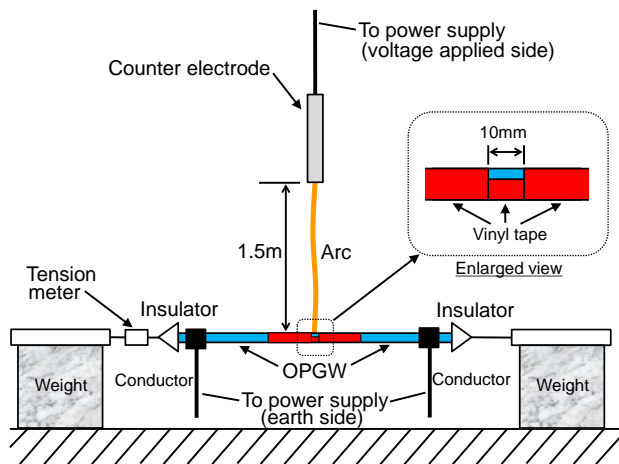 To power supply
(voltage applied side)
Counter electrode
10mm
Vinyl tape
Enlarged view
1.5m
Arc
Tension
meter
Insulator
Insulator
OPGW
Weight
Conductor
Conductor
Weight
To power supply
(earth side)